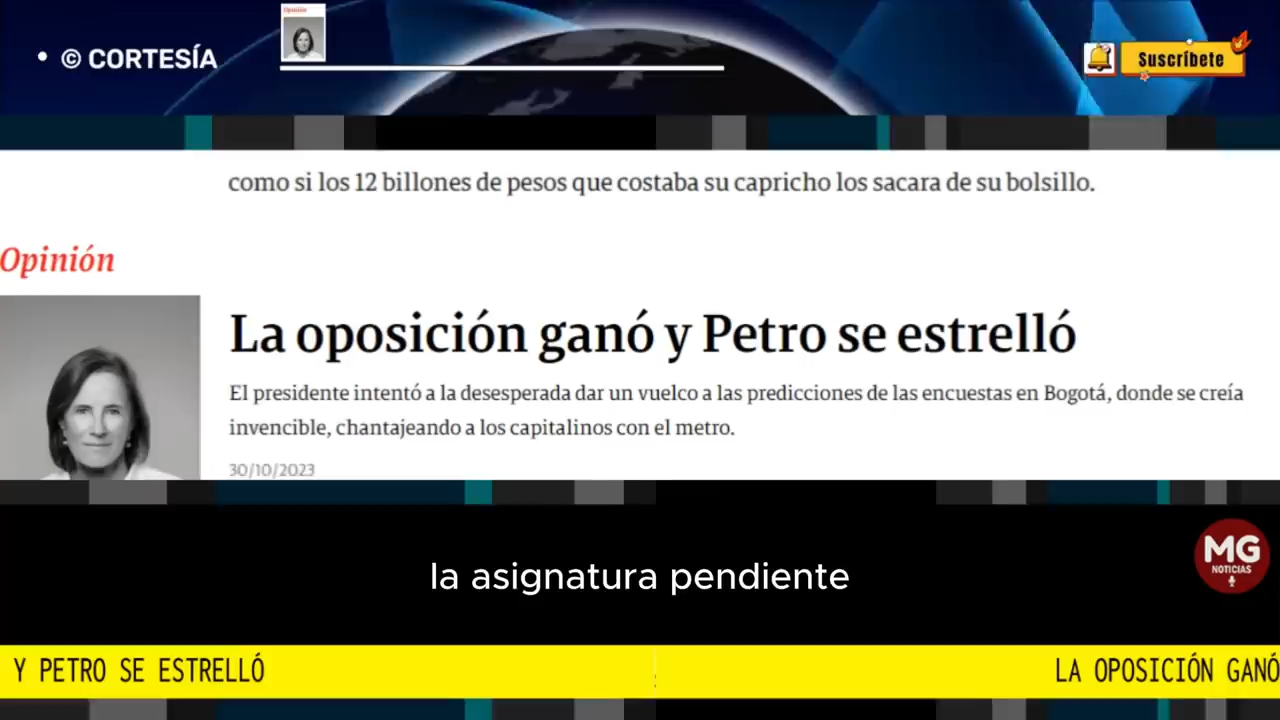 Opinión
• © CORTESÍA
Suscríbete
como si los 12 billones de pesos que costaba su capricho los sacara de su bolsillo.
Opinión
La oposición ganó y Petro se estrelló
El presidente intentó a la desesperada dar un vuelco a las predicciones de las encuestas en Bogotá, donde se creía
invencible, chantajeando a los capitalinos con el metro.
30/10/2023
MG
NOTICIAS
la asignatura pendiente
Y PETRO SE ESTRELLÓ
LA OPOSICIÓN GANÓ